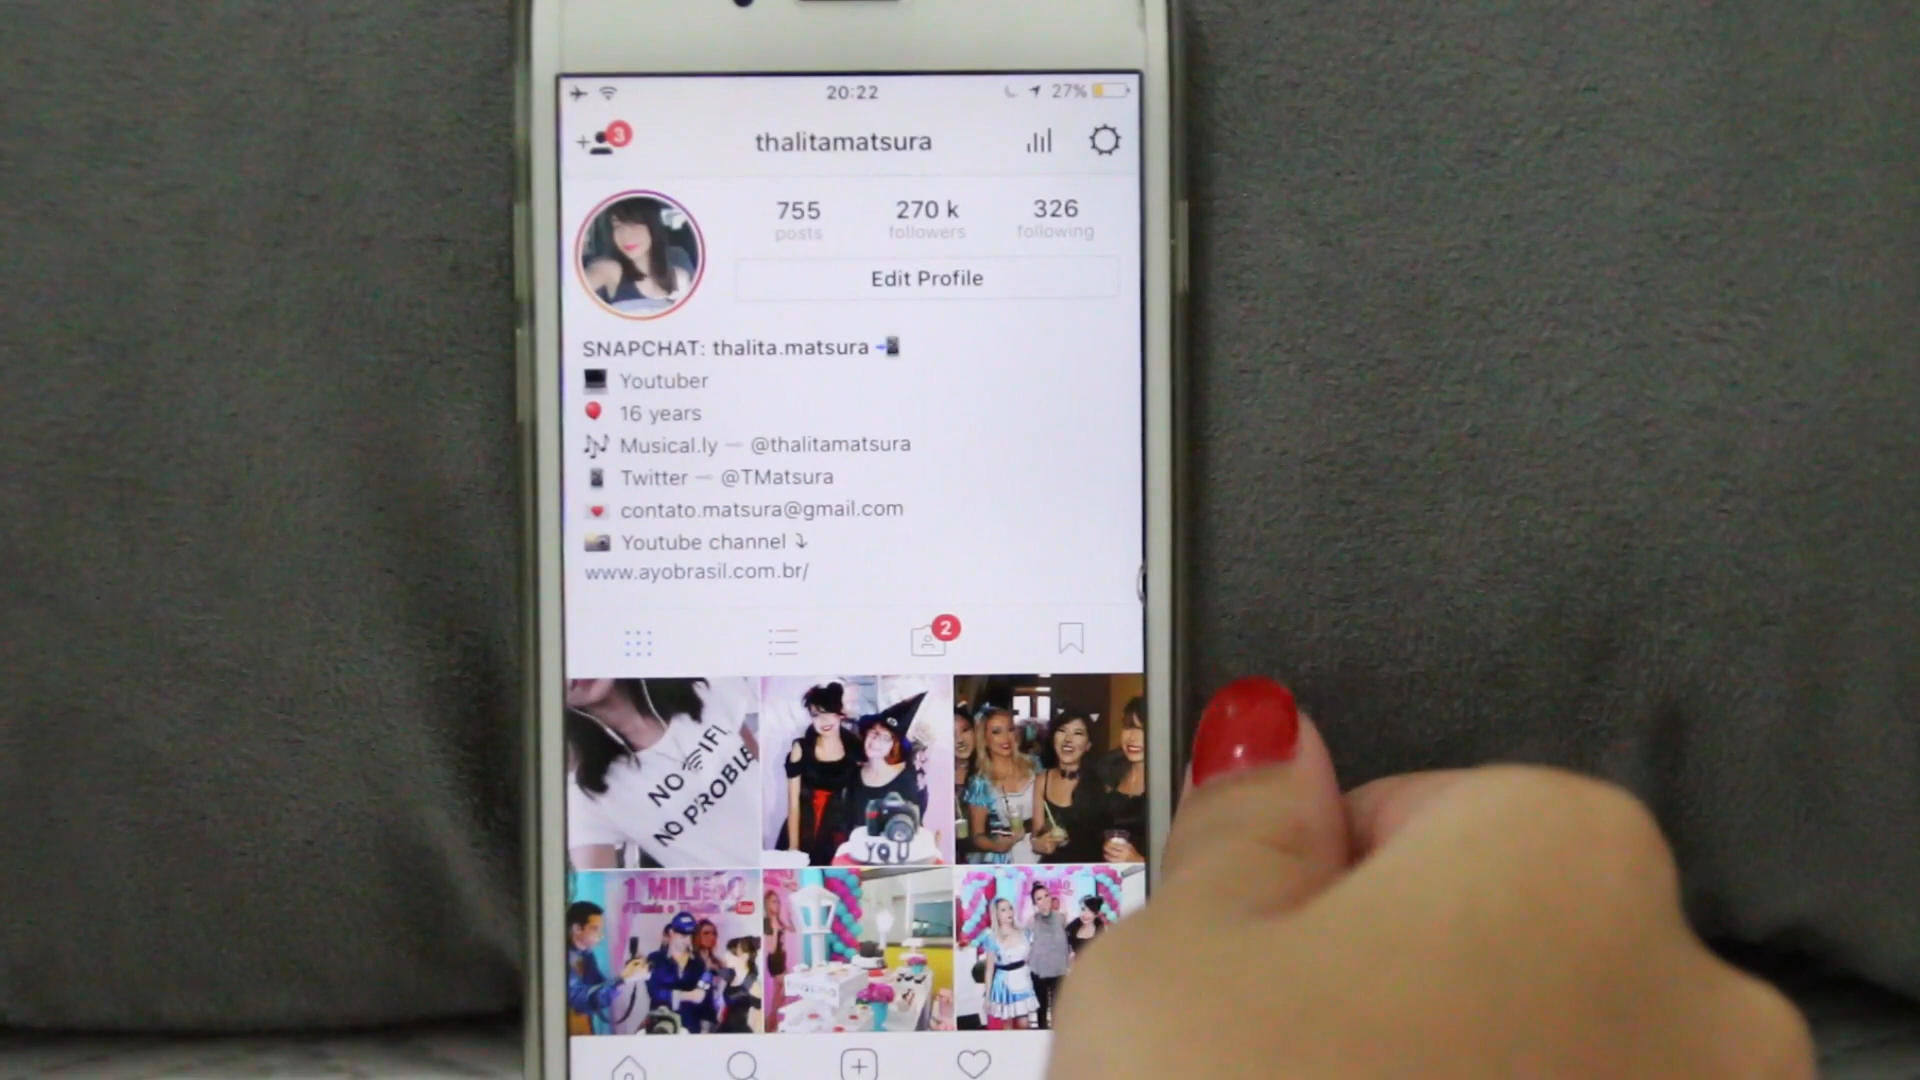 20:22
27%
3
thalitamatsura
755
270 k
326
posts
followers
following
Edit Profile
SNAPCHAT: thalita.matsura
Youtuber
16 years
Musical.ly — @thalitamatsura
Twitter — @TMatsura
contato.matsura@gmail.com
Youtube channel ⤵
www.ayobrasil.com.br/
2
NO WIFI
NO PROBLE
YOU
1 MILHÃO